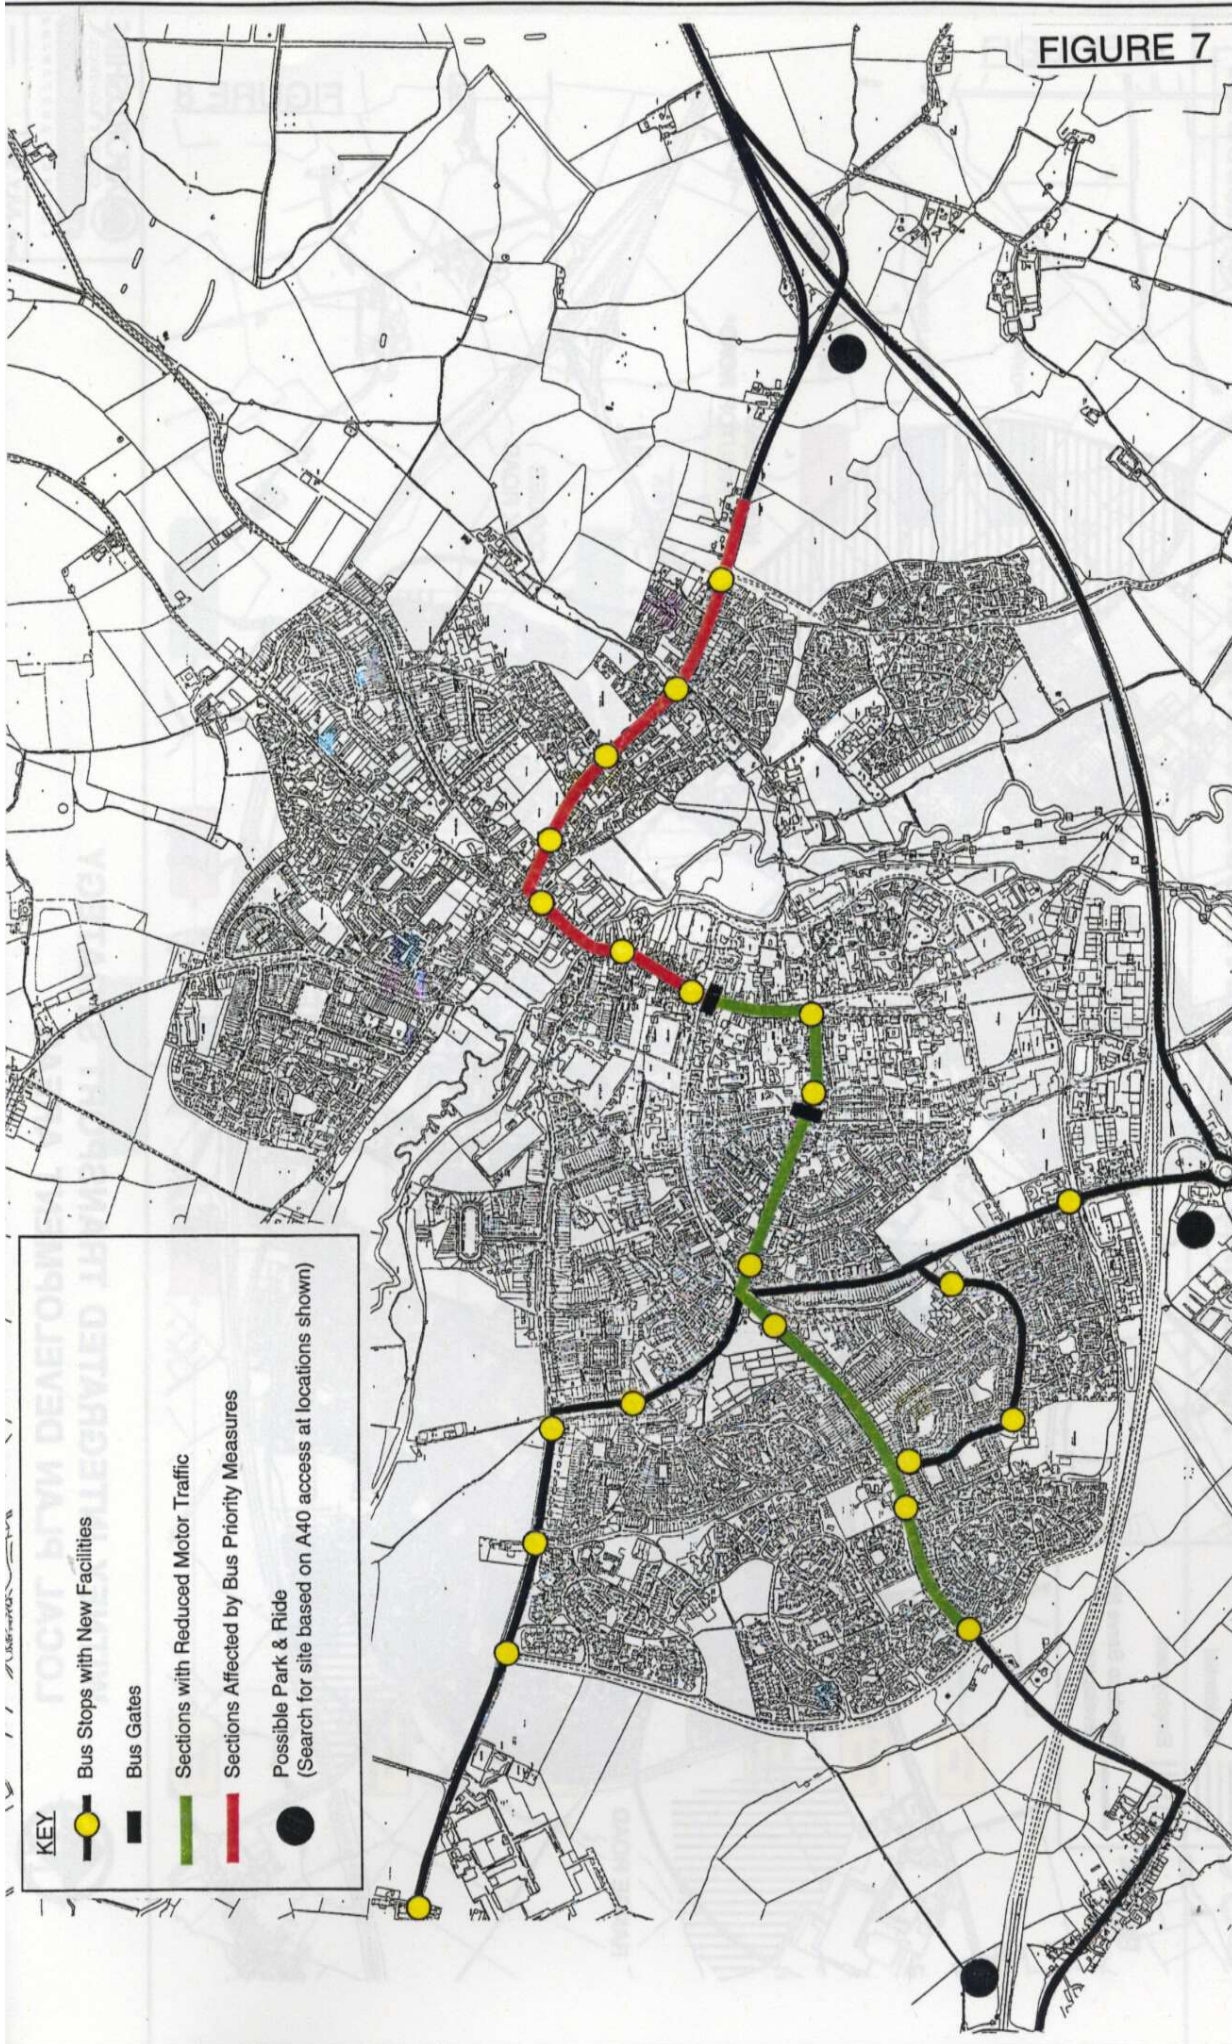 FIGURE 7
KEY
Bus Stops with New Facilities
Bus Gates
Sections with Reduced Motor Traffic
Sections Affected by Bus Priority Measures
Possible Park & Ride
(Search for site based on A40 access at locations shown)